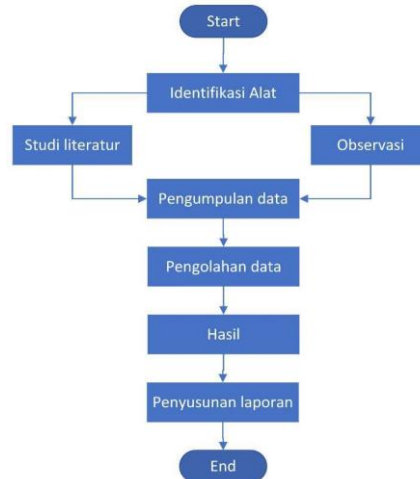 Start
Identifikasi Alat
Studi literatur
Observasi
Pengumpulan data
Pengolahan data
Hasil
Penyusunan laporan
End